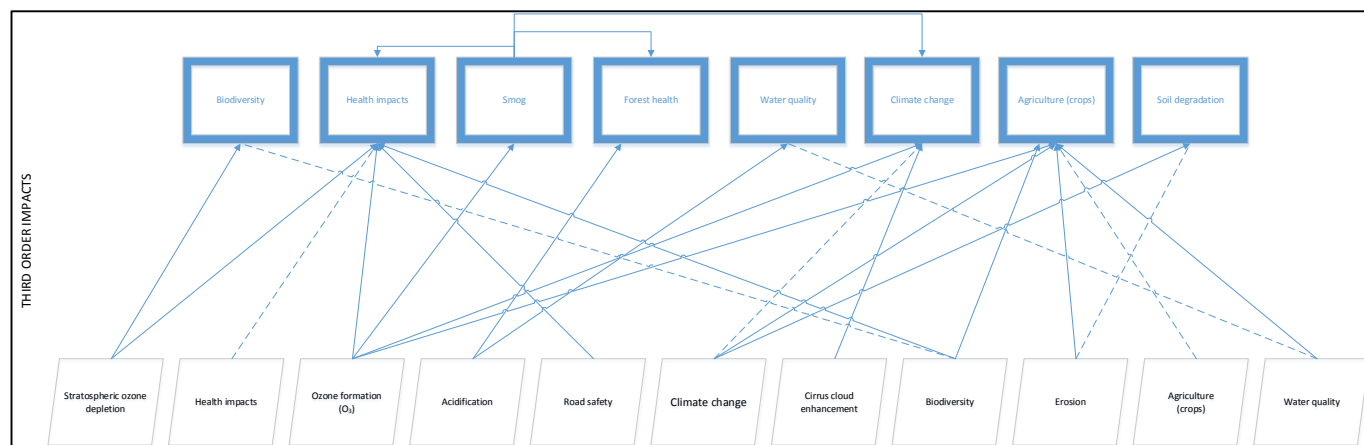 THIRD ORDER IMPACTS
Biodiversity
Health impacts
Smog
Forest health
Water quality
Climate change
Agriculture (crops)
Soil degradation
Stratospheric ozone
depletion
Health impacts
Ozone formation
(O₃)
Acidification
Road safety
Climate change
Cirrus cloud
enhancement
Biodiversity
Erosion
Agriculture
(crops)
Water quality